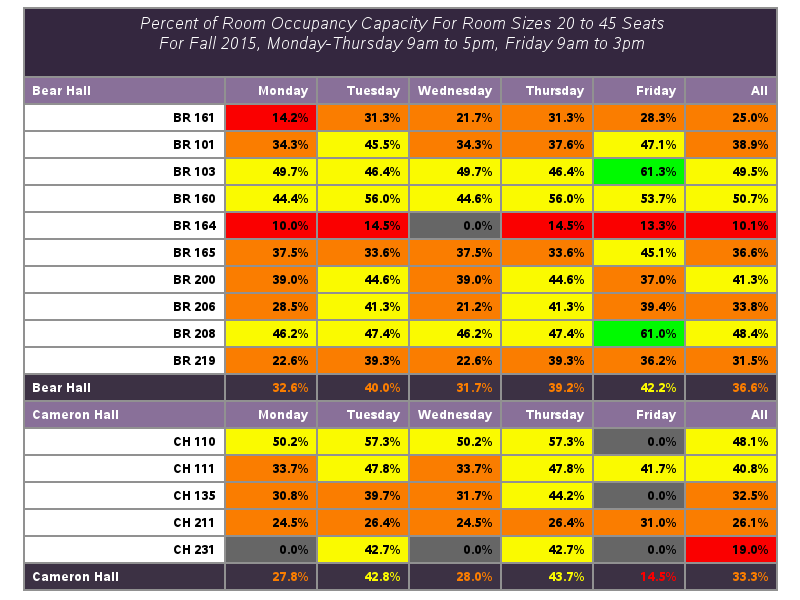 Percent of Room Occupancy Capacity For Room Sizes 20 to 45 Seats
For Fall 2015, Monday-Thursday 9am to 5pm, Friday 9am to 3pm
Bear Hall Monday Tuesday Wednesday Thursday Friday All
BR 161 14.2% 31.3% 21.7% 31.3% 28.3% 25.0%
BR 101 34.3% 45.5% 34.3% 37.6% 47.1% 38.9%
BR 103 49.7% 46.4% 49.7% 46.4% 61.3% 49.5%
BR 160 44.4% 56.0% 44.6% 56.0% 53.7% 50.7%
BR 164 10.0% 14.5% 0.0% 14.5% 13.3% 10.1%
BR 165 37.5% 33.6% 37.5% 33.6% 45.1% 36.6%
BR 200 39.0% 44.6% 39.0% 44.6% 37.0% 41.3%
BR 206 28.5% 41.3% 21.2% 41.3% 39.4% 33.8%
BR 208 46.2% 47.4% 46.2% 47.4% 61.0% 48.4%
BR 219 22.6% 39.3% 22.6% 39.3% 36.2% 31.5%
Bear Hall 32.6% 40.0% 31.7% 39.2% 42.2% 36.6%
Cameron Hall Monday Tuesday Wednesday Thursday Friday All
CH 110 50.2% 57.3% 50.2% 57.3% 0.0% 48.1%
CH 111 33.7% 47.8% 33.7% 47.8% 41.7% 40.8%
CH 135 30.8% 39.7% 31.7% 44.2% 0.0% 32.5%
CH 211 24.5% 26.4% 24.5% 26.4% 31.0% 26.1%
CH 231 0.0% 42.7% 0.0% 42.7% 0.0% 19.0%
Cameron Hall 27.8% 42.8% 28.0% 43.7% 14.5% 33.3%